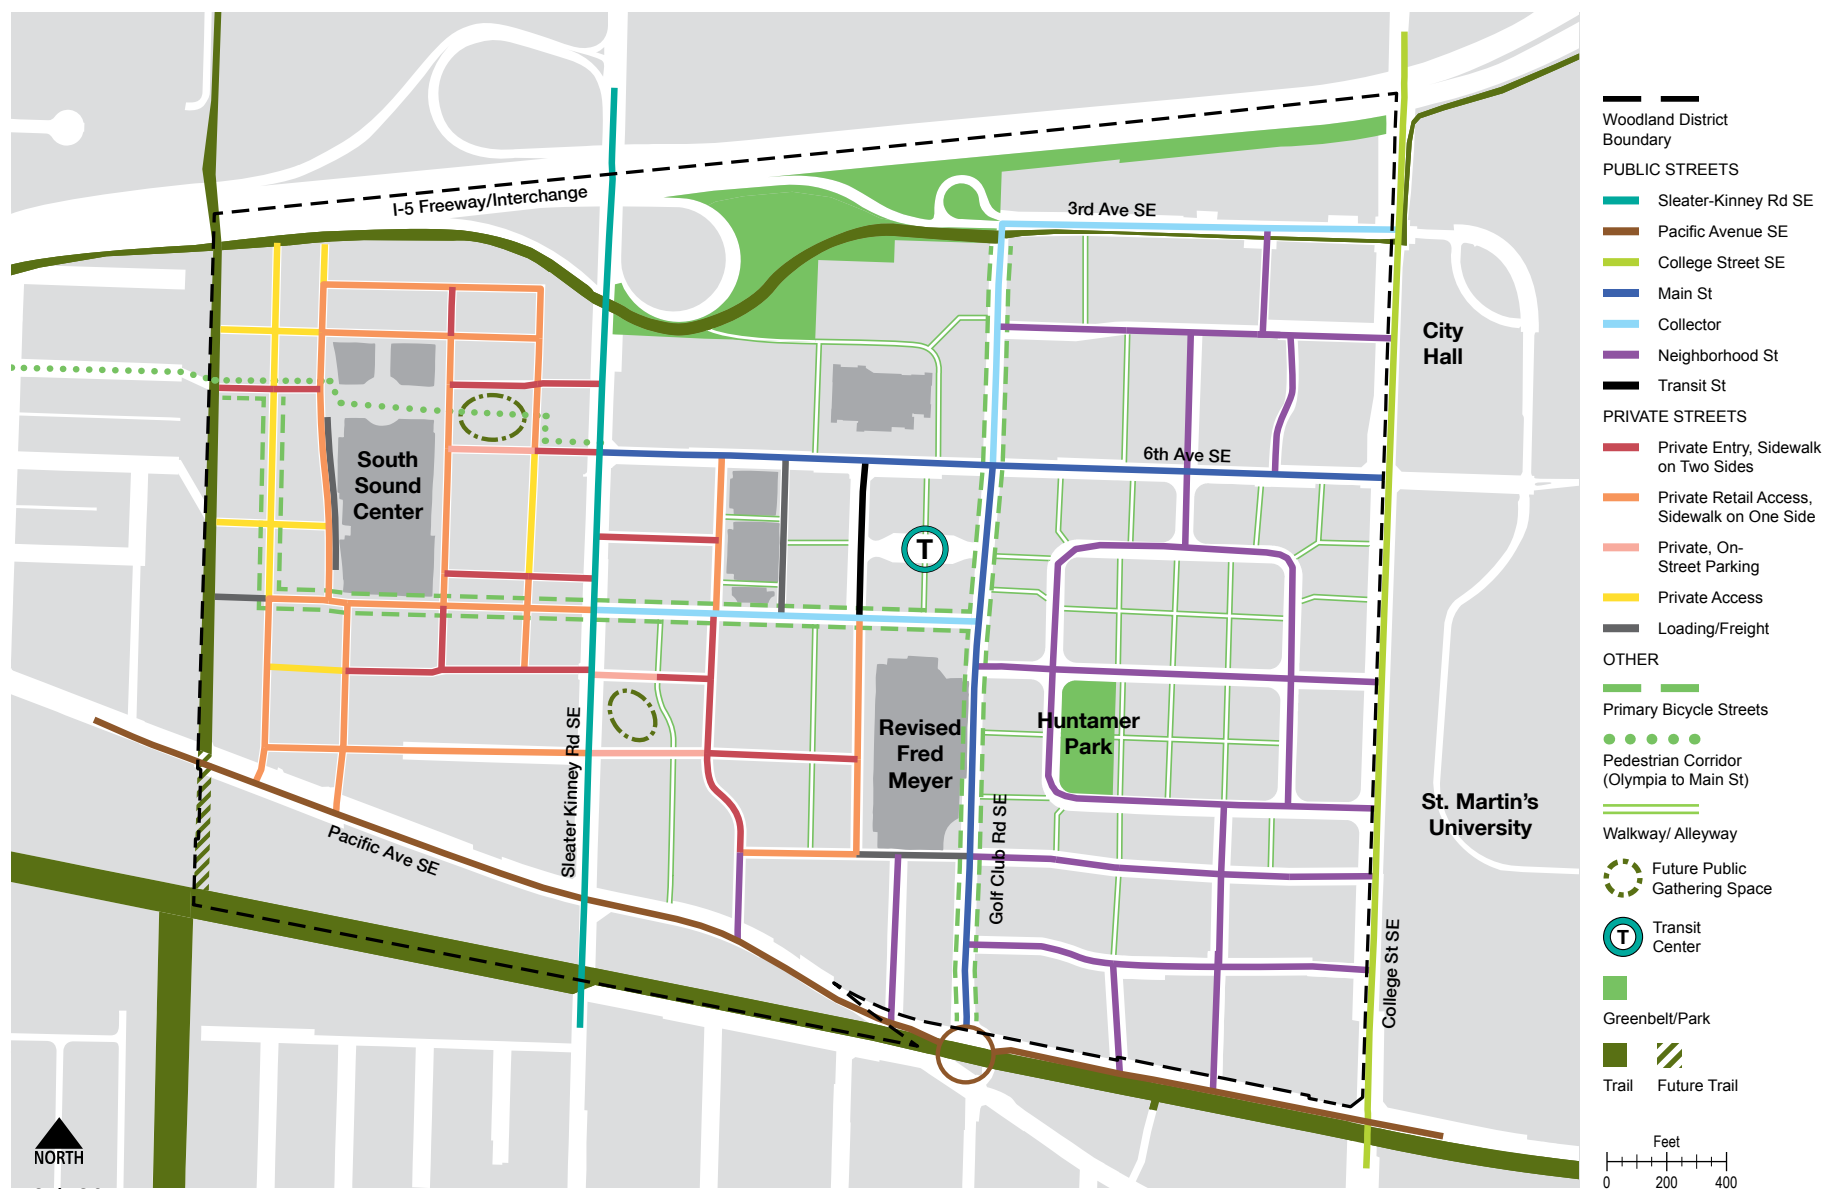 I-5 Freeway/Interchange
3rd Ave SE
City
Hall
South
Sound
Center
6th Ave SE
T
Huntamer
Park
Revised
Fred
Meyer
Sleater Kinney Rd SE
Golf Club Rd SE
St. Martin's
University
Pacific Ave SE
College St SE
NORTH
Woodland District
Boundary
PUBLIC STREETS
Sleater-Kinney Rd SE
Pacific Avenue SE
College Street SE
Main St
Collector
Neighborhood St
Transit St
PRIVATE STREETS
Private Entry, Sidewalk
on Two Sides
Private Retail Access,
Sidewalk on One Side
Private, On-
Street Parking
Private Access
Loading/Freight
OTHER
Primary Bicycle Streets
Pedestrian Corridor
(Olympia to Main St)
Walkway/ Alleyway
Future Public
Gathering Space
T
Transit
Center
Greenbelt/Park
Trail
Future Trail
Feet
0 200 400